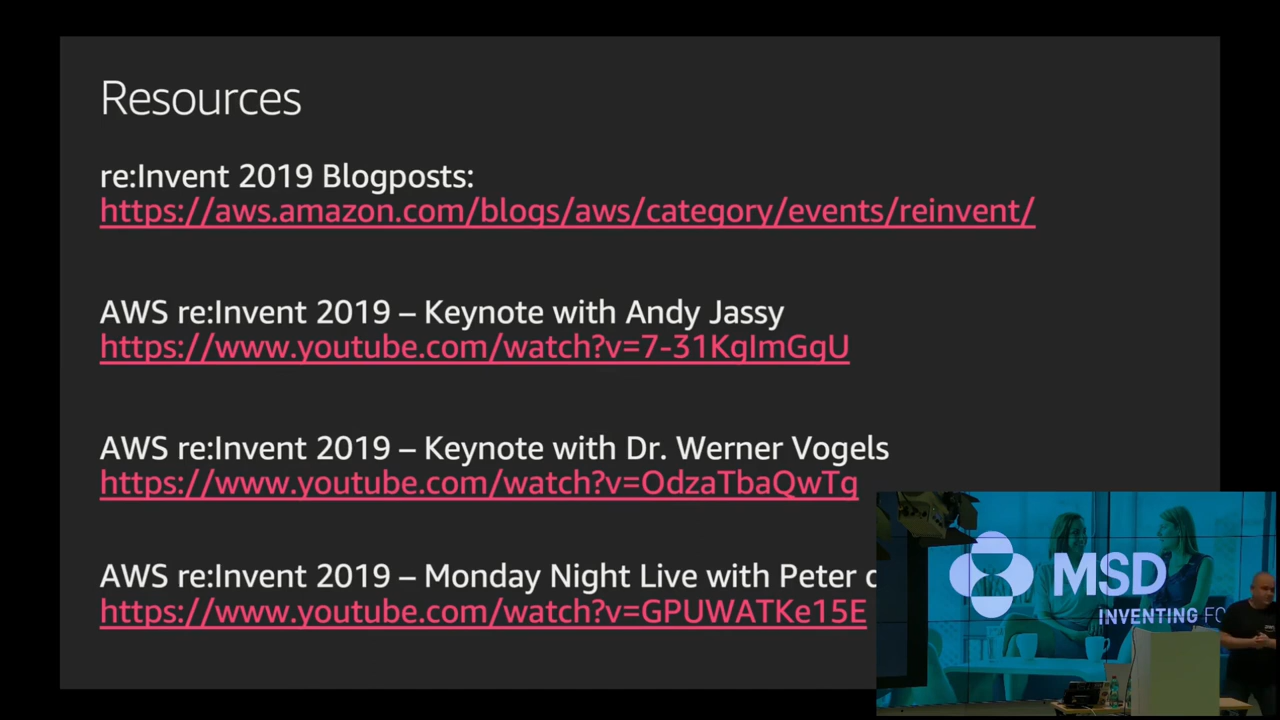 Resources
re:Invent 2019 Blogposts:
https://aws.amazon.com/blogs/aws/category/events/reinvent/
AWS re:Invent 2019 – Keynote with Andy Jassy
https://www.youtube.com/watch?v=7-31KgImGgU
AWS re:Invent 2019 – Keynote with Dr. Werner Vogels
https://www.youtube.com/watch?v=OdzaTbaQwTg
AWS re:Invent 2019 – Monday Night Live with Peter
https://www.youtube.com/watch?v=GPUWATKe15E
MSD
INVENTING